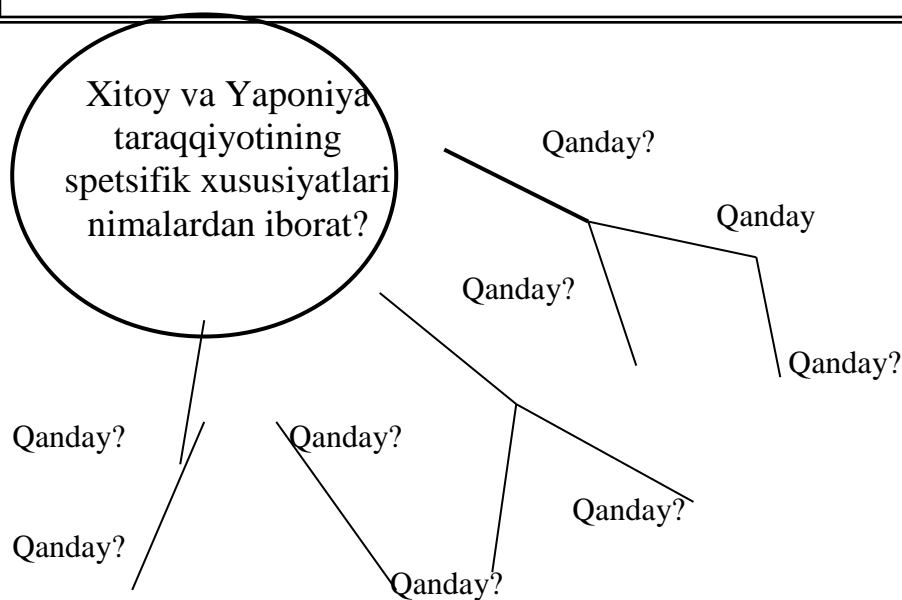 Xitoy va Yaponiya
taraqqiyotining
spetsifik xususiyatlari
nimalardan iborat?
Qanday?
Qanday
Qanday?
Qanday?
Qanday?
Qanday?
Qanday?
Qanday?
Qanday?